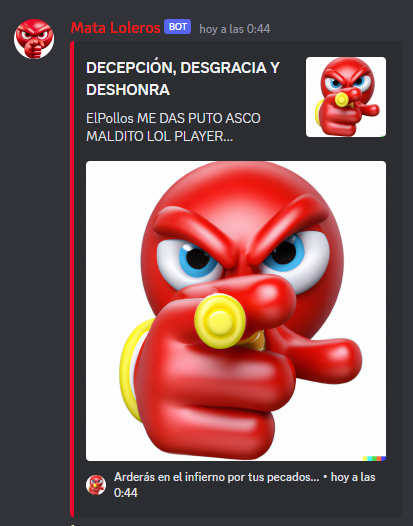 Mata Loleros BOT hoy a las 0:44
DECEPCIÓN, DESGRACIA Y
DESHONRA
ElPollos ME DAS PUTO ASCO
MALDITO LOL PLAYER...
Arderás en el infierno por tus pecados... • hoy a las
0:44